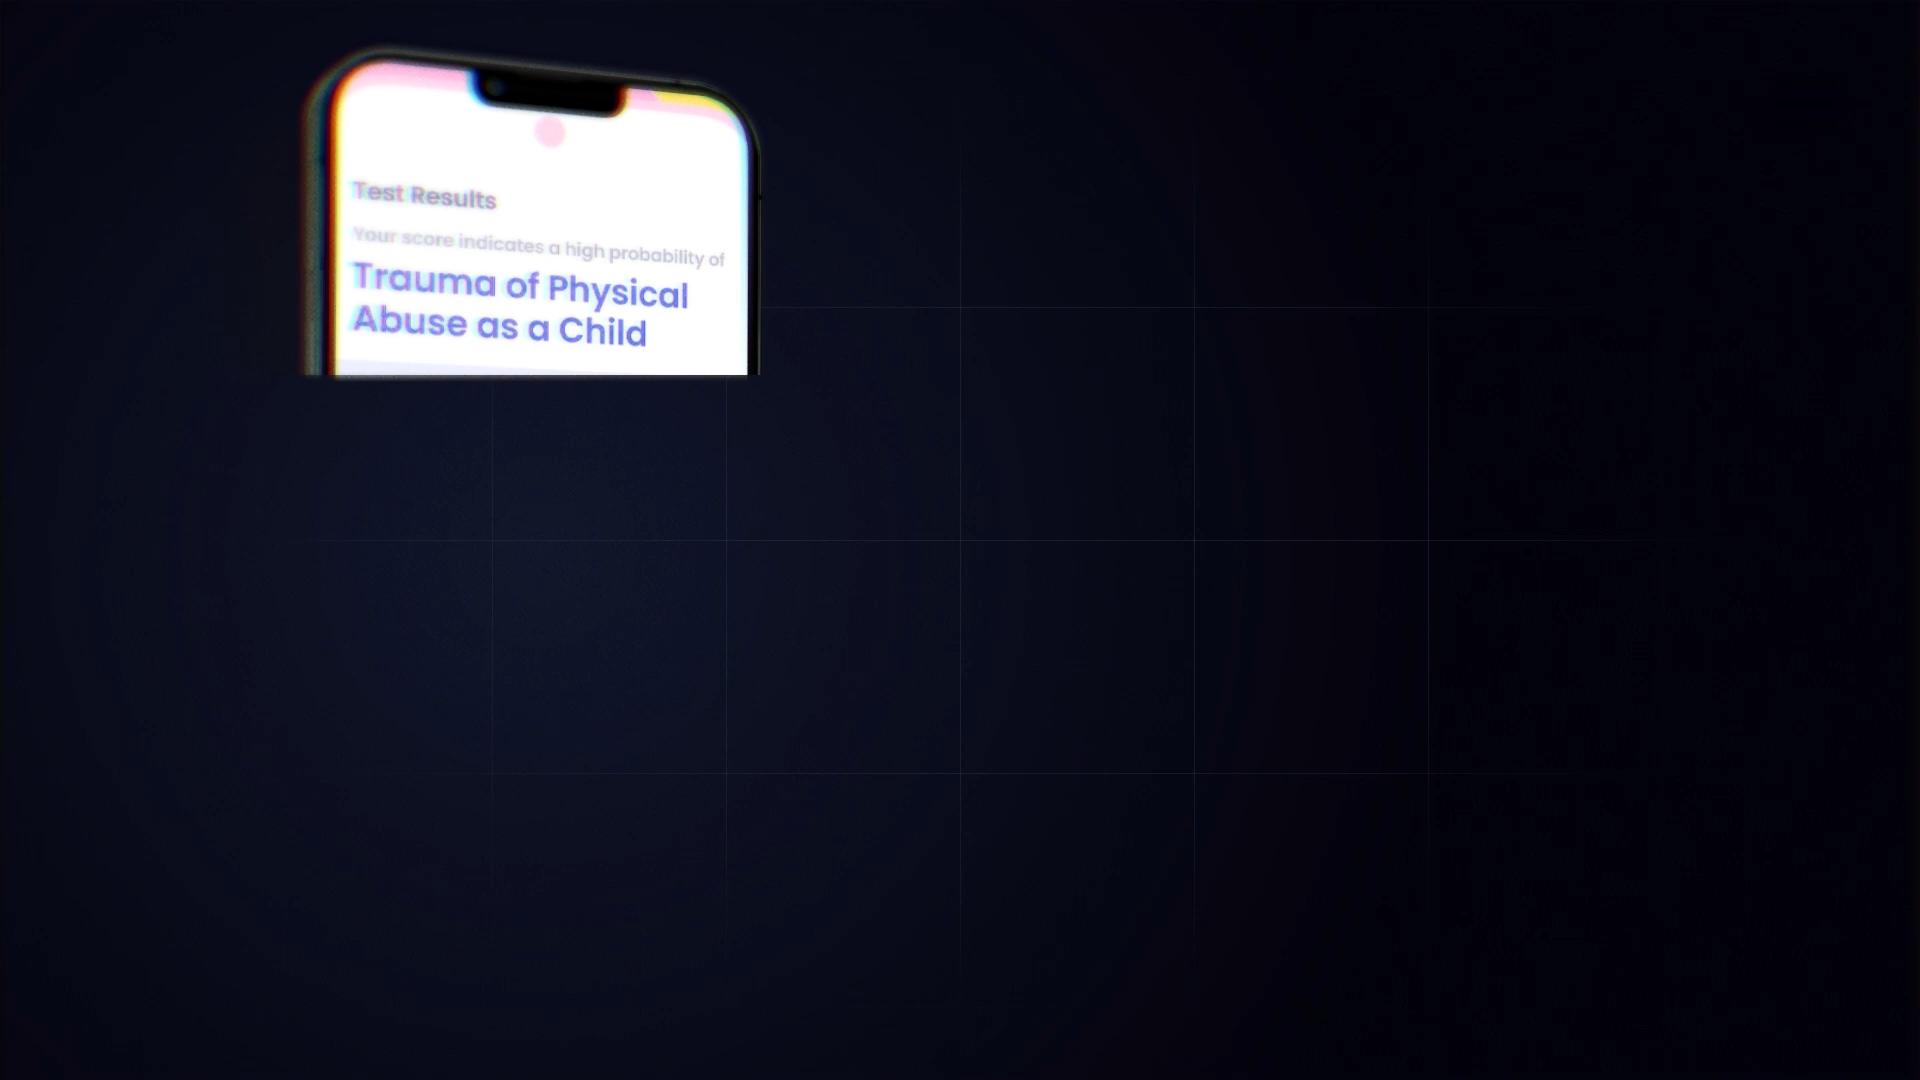 Test Results
Your score indicates a high probability of
Trauma of Physical
Abuse as a Child